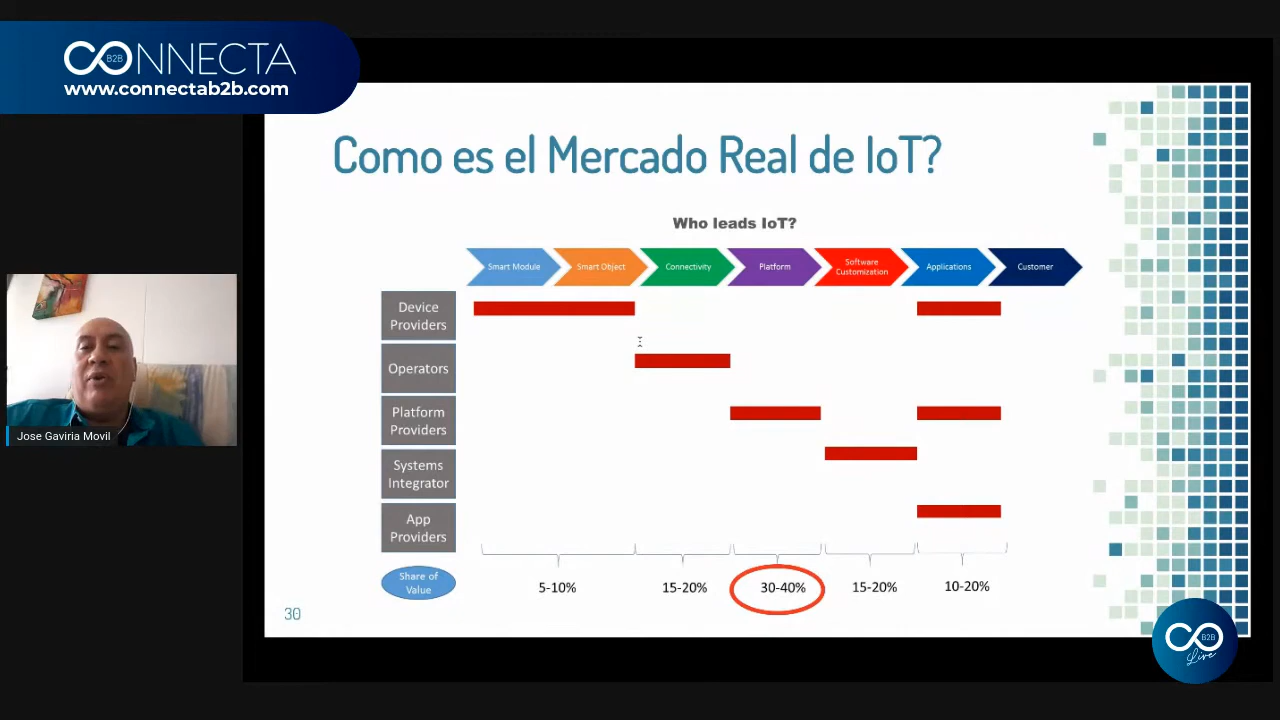 CONNECTA
B2B
www.connectab2b.com
Como es el Mercado Real de IoT?
Who leads IoT?
Smart Module
Smart Object
Connectivity
Platform
Software
Customization
Applications
Customer
Device
Providers
Operators
Platform
Providers
Systems
Integrator
App
Providers
Share of
Value
5-10%
15-20%
30-40%
15-20%
10-20%
30
Jose Gaviria Movil
B2B
Live